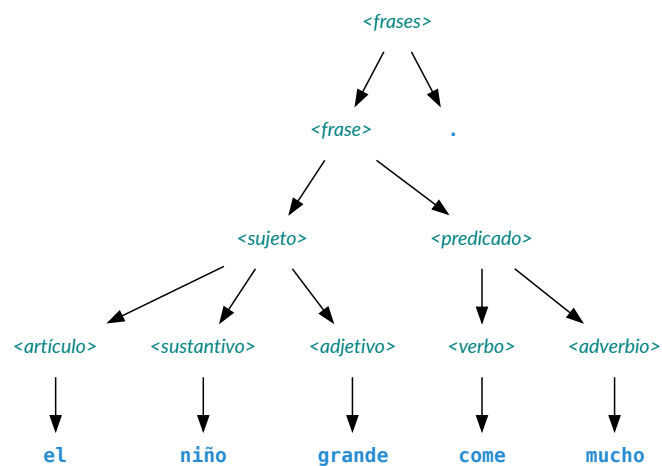 <frases>
<frase> .
<sujeto> <predicado>
<artículo> <sustantivo> <adjetivo> <verbo> <adverbio>
el niño grande come mucho